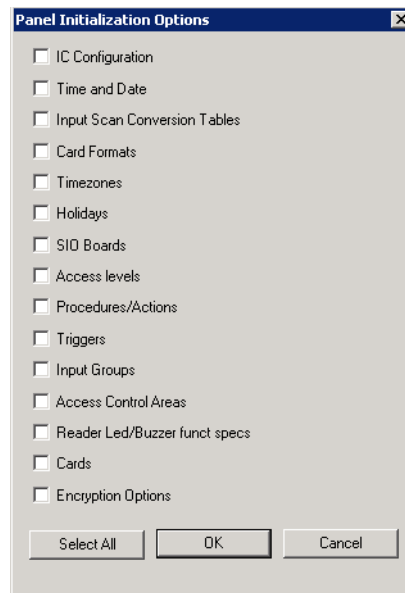 Panel Initialization Options
IC Configuration
Time and Date
Input Scan Conversion Tables
Card Formats
Timezones
Holidays
SIO Boards
Access levels
Procedures/Actions
Triggers
Input Groups
Access Control Areas
Reader Led/Buzzer funct specs
Cards
Encryption Options
Select All OK Cancel